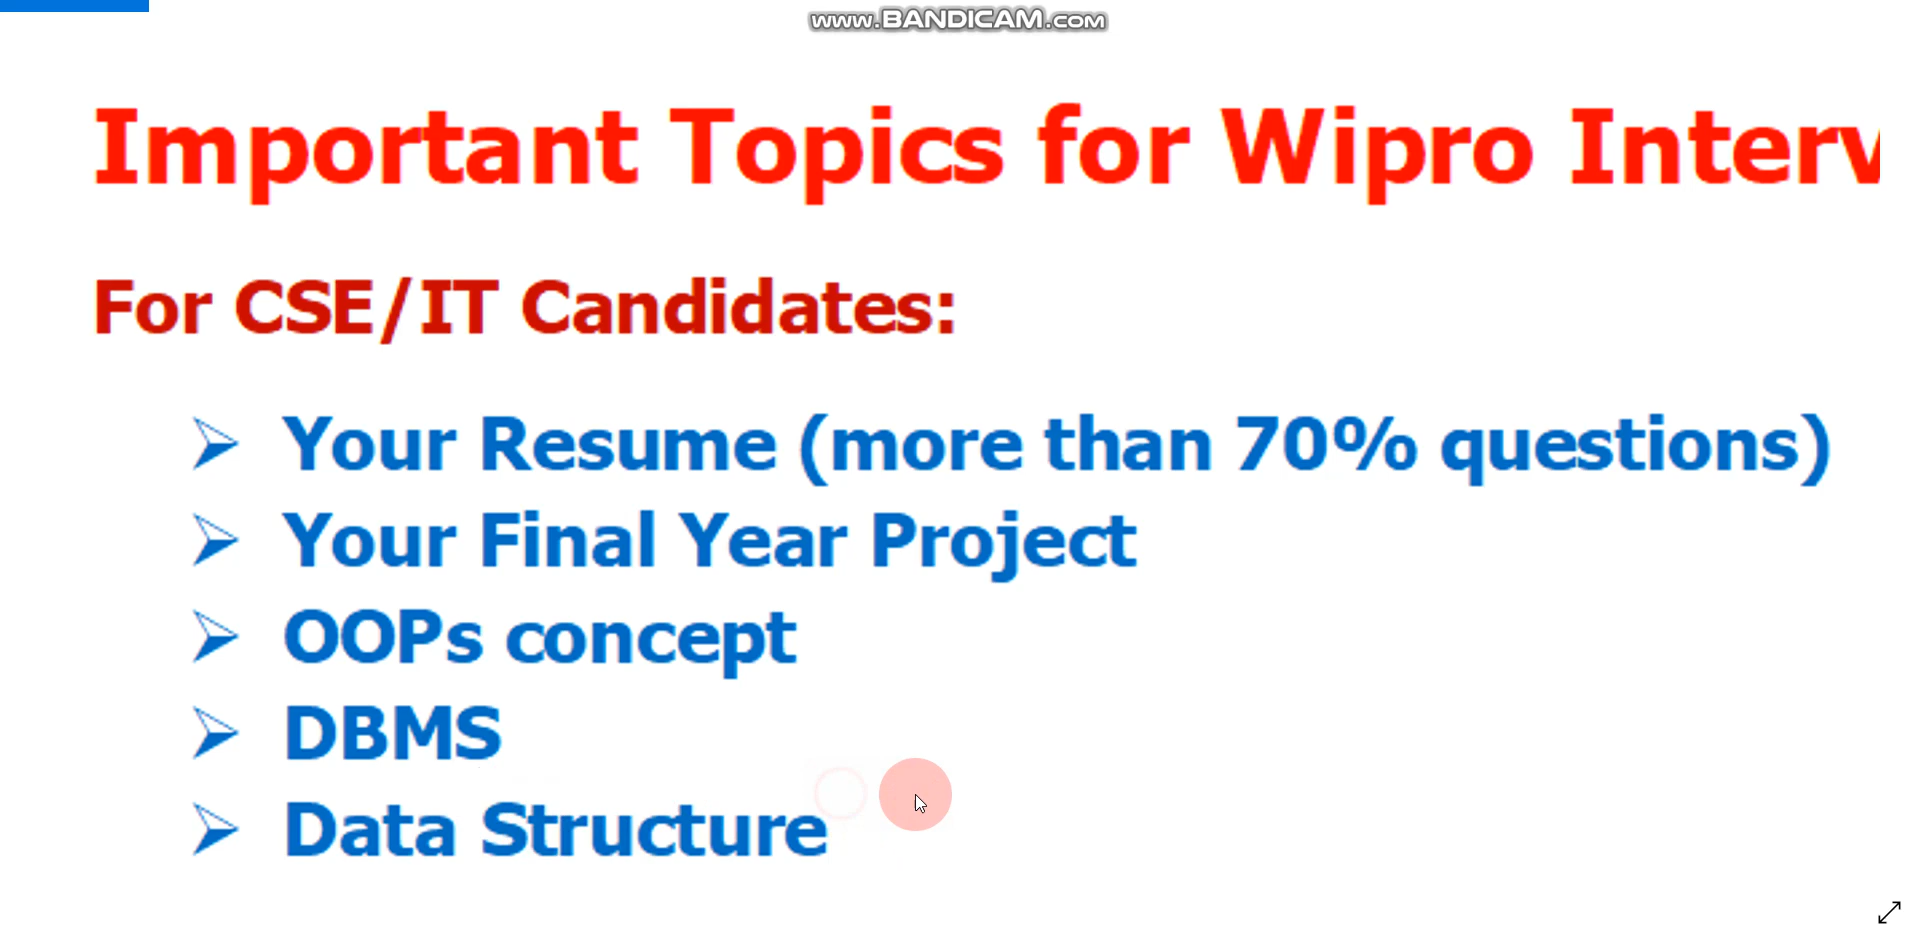 www.BANDICAM.com
Important Topics for Wipro Interv
For CSE/IT Candidates:
➢ Your Resume (more than 70% questions)
➢ Your Final Year Project
➢ OOPs concept
➢ DBMS
➢ Data Structure